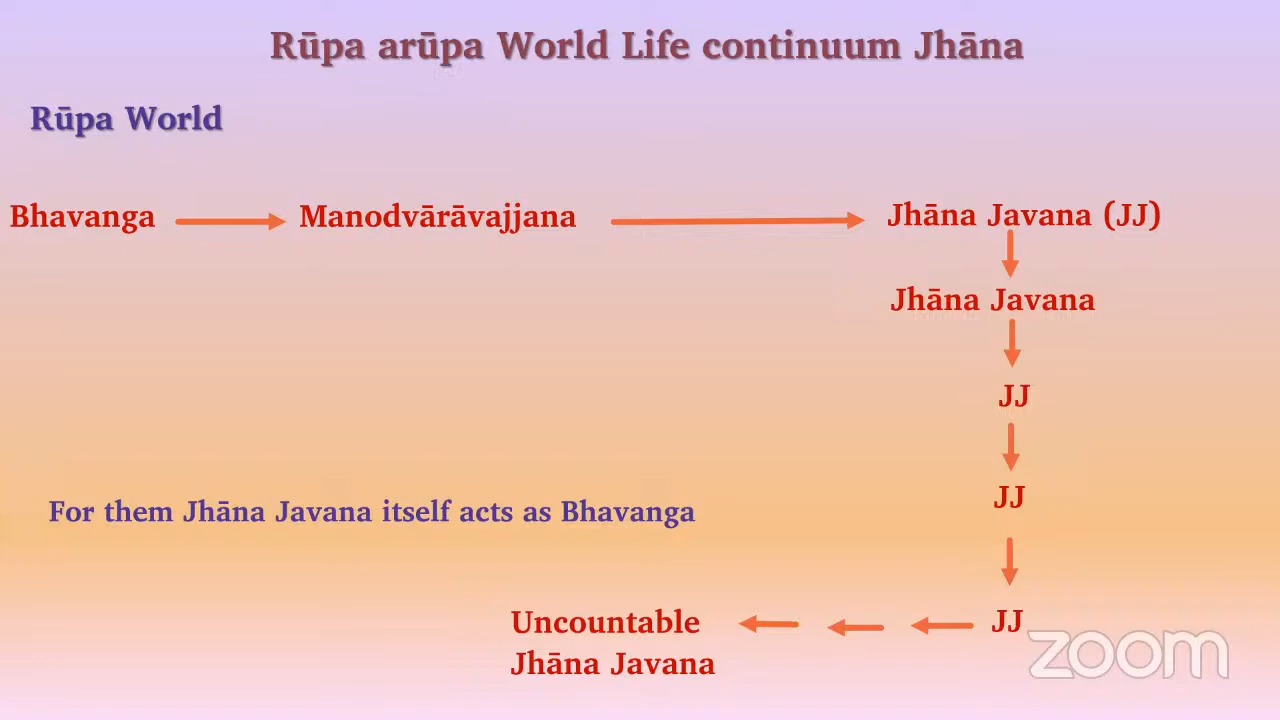 Rūpa arūpa World Life continuum Jhāna
Rūpa World
Bhavanga
Manodvārāvajjana
Jhāna Javana (JJ)
Jhāna Javana
JJ
JJ
For them Jhāna Javana itself acts as Bhavanga
JJ
Uncountable
Jhāna Javana
zoom